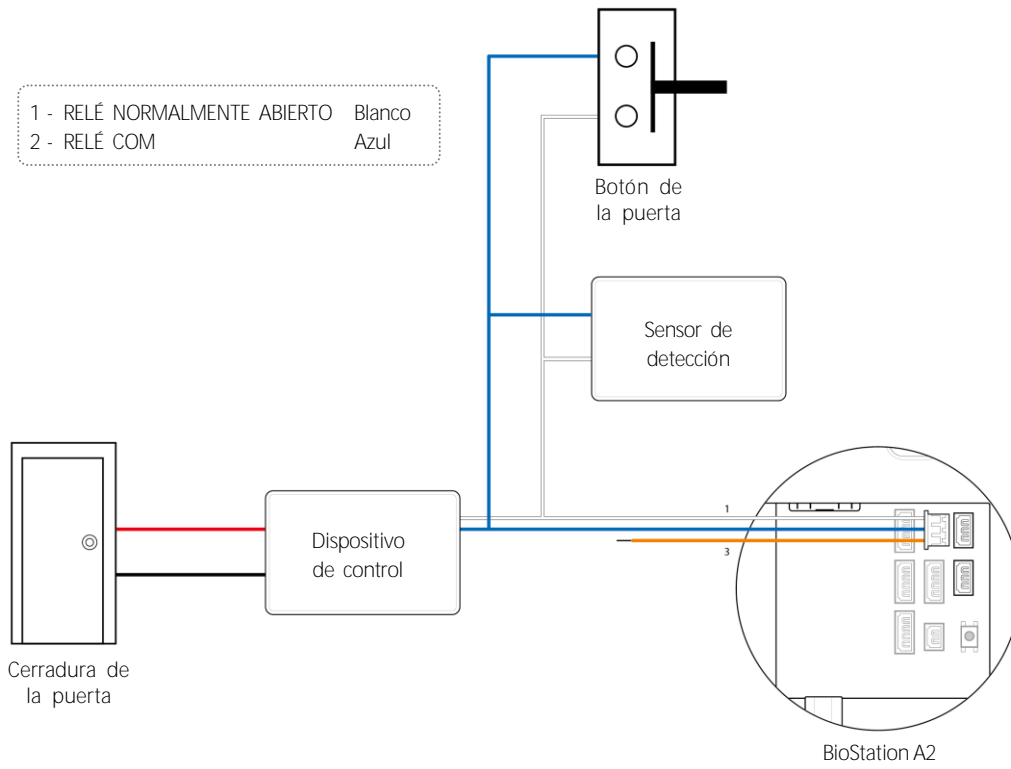 1 - RELÉ NORMALMENTE ABIERTO Blanco
2 - RELÉ COM Azul
Botón de
la puerta
Sensor de
detección
Dispositivo
de control
1
3
Cerradura de
la puerta
BioStation A2